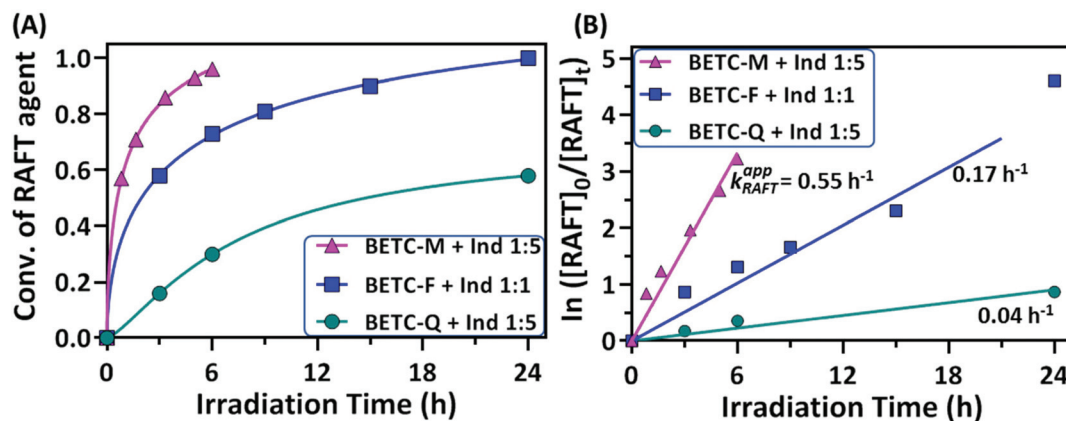 (A)
Conv. of RAFT agent
1.0
0.8
0.6
0.4
0.2
0.0
BETC-M + Ind 1:5
BETC-F + Ind 1:1
BETC-Q + Ind 1:5
0 6 12 18 24
Irradiation Time (h)
(B)
ln ([RAFT]0/[RAFT]t)
5
4
3
2
1
0
BETC-M + Ind 1:5
BETC-F + Ind 1:1
BETC-Q + Ind 1:5
k_RAFT^app = 0.55 h-1
0.17 h-1
0.04 h-1
0 6 12 18 24
Irradiation Time (h)